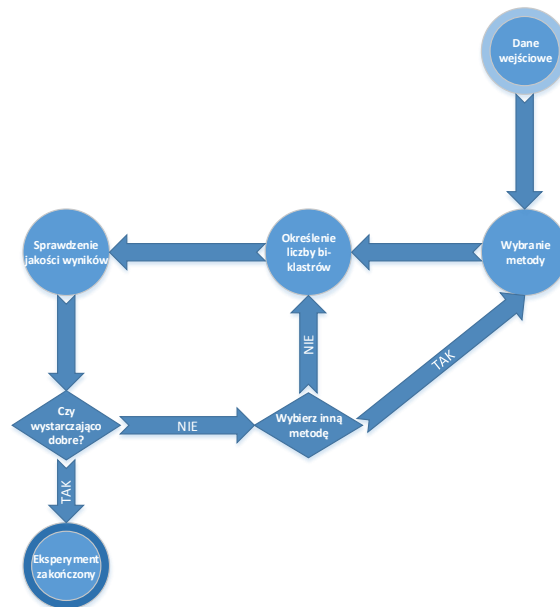 Dane
wejściowe
Sprawdzenie
jakości wyników
Określenie
liczby bi-
klastrów
Wybranie
metody
NIE
TAK
Czy
wystarczająco
dobre?
NIE
Wybierz inną
metodę
TAK
Eksperyment
zakończony